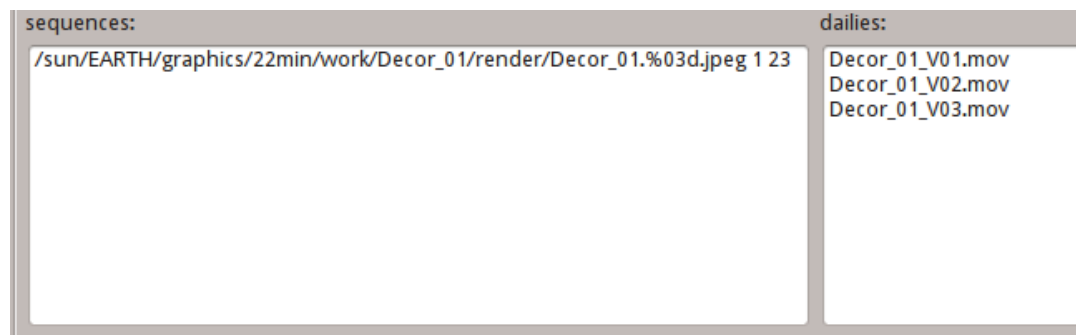 sequences:
/sun/EARTH/graphics/22min/work/Decor_01/render/Decor_01.%03d.jpeg 1 23
dailies:
Decor_01_V01.mov
Decor_01_V02.mov
Decor_01_V03.mov